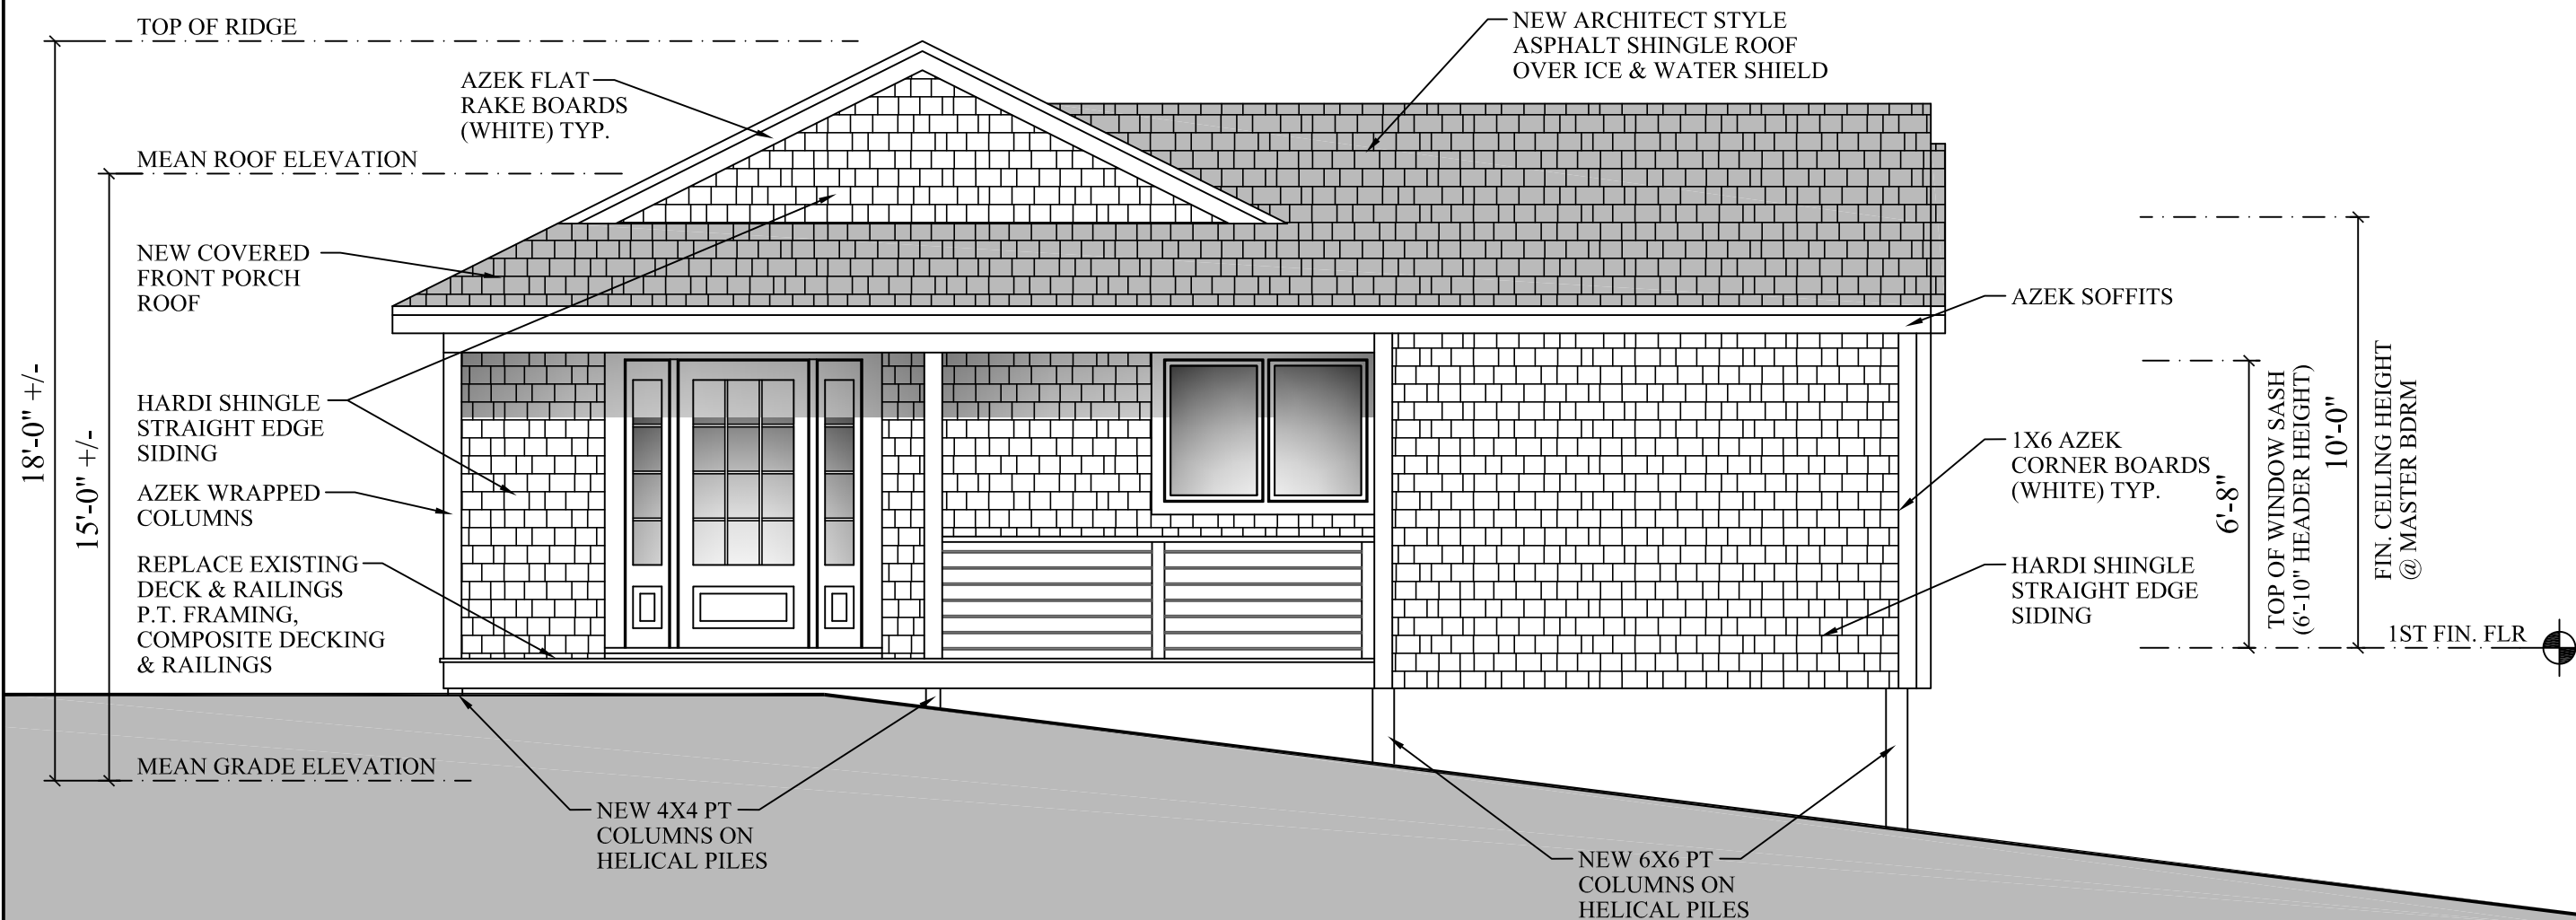 TOP OF RIDGE
AZEK FLAT
RAKE BOARDS
(WHITE) TYP.
NEW ARCHITECT STYLE
ASPHALT SHINGLE ROOF
OVER ICE & WATER SHIELD
MEAN ROOF ELEVATION
NEW COVERED
FRONT PORCH
ROOF
HARDI SHINGLE
STRAIGHT EDGE
SIDING
AZEK WRAPPED
COLUMNS
REPLACE EXISTING
DECK & RAILINGS
P.T. FRAMING,
COMPOSITE DECKING
& RAILINGS
18'-0" +/-
15'-0" +/-
MEAN GRADE ELEVATION
NEW 4X4 PT
COLUMNS ON
HELICAL PILES
NEW 6X6 PT
COLUMNS ON
HELICAL PILES
AZEK SOFFITS
1X6 AZEK
CORNER BOARDS
(WHITE) TYP.
HARDI SHINGLE
STRAIGHT EDGE
SIDING
6'-8"
TOP OF WINDOW SASH
(6'-10" HEADER HEIGHT)
10'-0"
FIN. CEILING HEIGHT
@ MASTER BDRM
1ST FIN. FLR